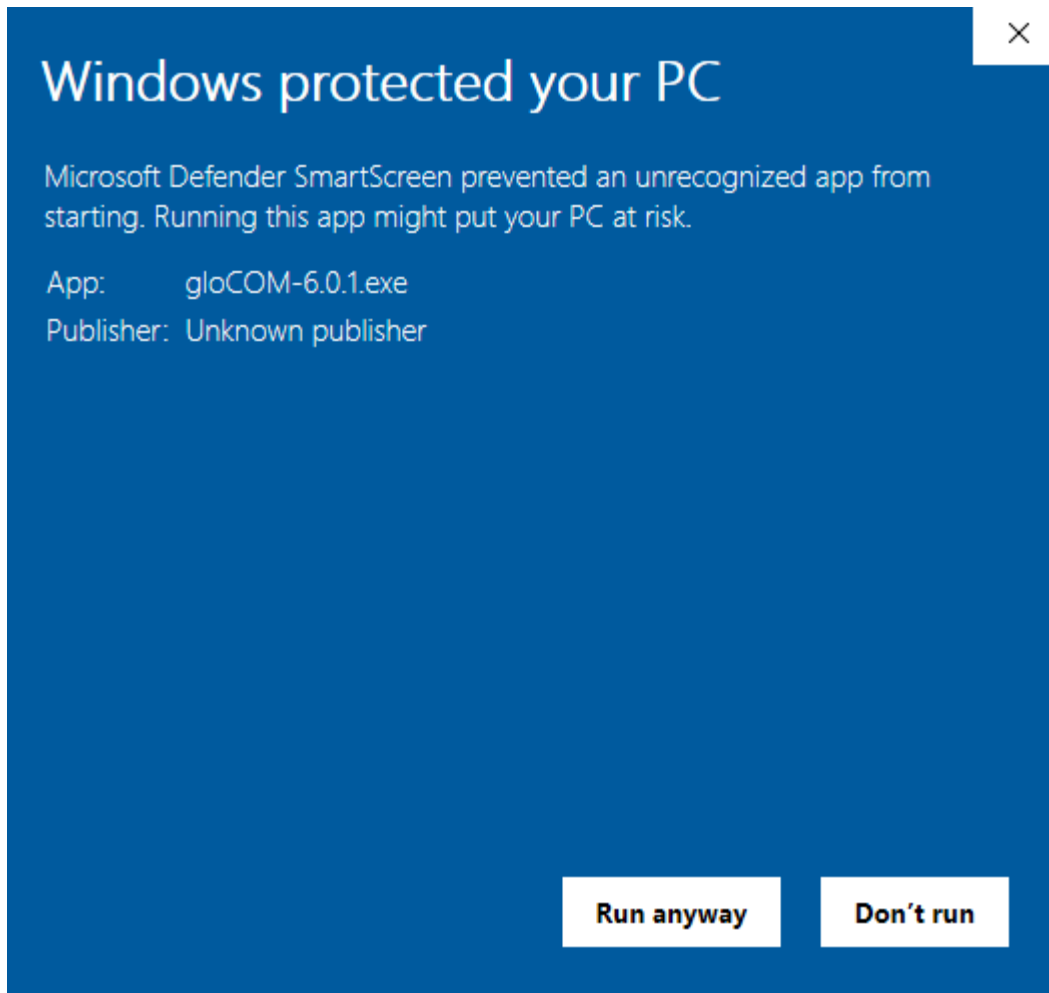 Windows protected your PC
Microsoft Defender SmartScreen prevented an unrecognized app from
starting. Running this app might put your PC at risk.
App: gloCOM-6.0.1.exe
Publisher: Unknown publisher
Run anyway Don’t run